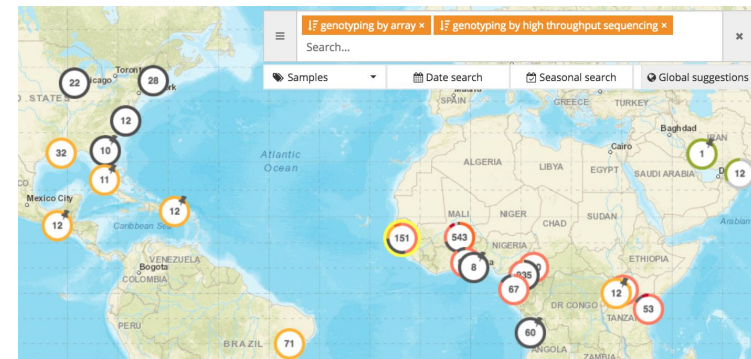 genotyping by array × genotyping by high throughput sequencing ×
Search...
Samples Date search Seasonal search Global suggestions
22
28
12
32
10
11
12
12
Mexico City
Atlantic
Ocean
Caribbean
VENEZUELA
Bogota
COLOMBIA
PERU
BRAZIL
71
SPAIN
GREECE
TURKEY
Baghdad
IRAN
Cairo
1
12
ALGERIA
LIBYA
EGYPT
SAUDI ARABIA
Arabian
MALI
NIGER
CHAD
SUDAN
151
543
NIGERIA
8
ETHIOPIA
67
12
53
DR CONGO
60
ANGOLA
ZAMBIA